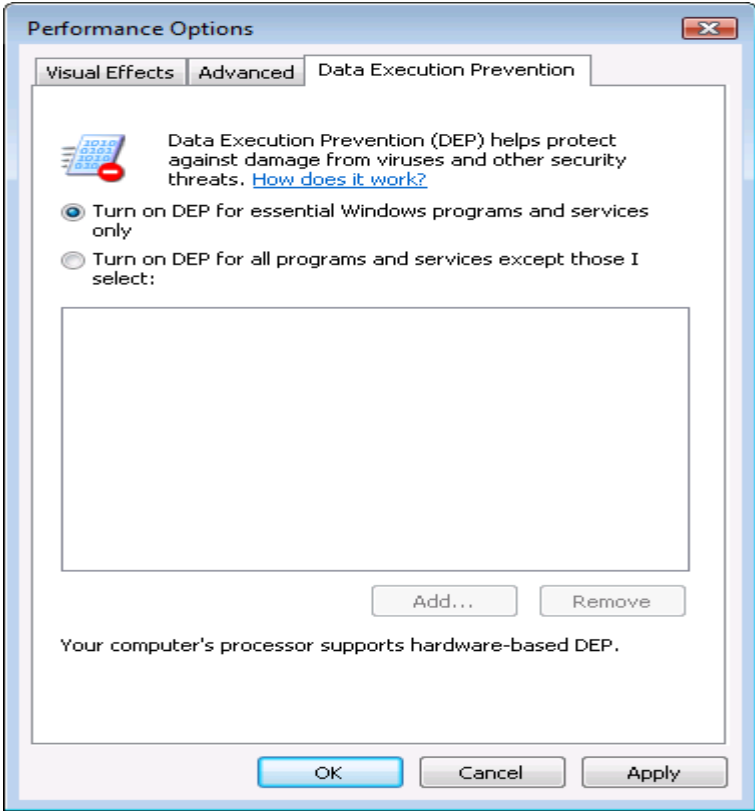 Performance Options
Visual Effects
Advanced
Data Execution Prevention
Data Execution Prevention (DEP) helps protect
against damage from viruses and other security
threats. How does it work?
Turn on DEP for essential Windows programs and services
only
Turn on DEP for all programs and services except those I
select:
Add...
Remove
Your computer's processor supports hardware-based DEP.
OK
Cancel
Apply